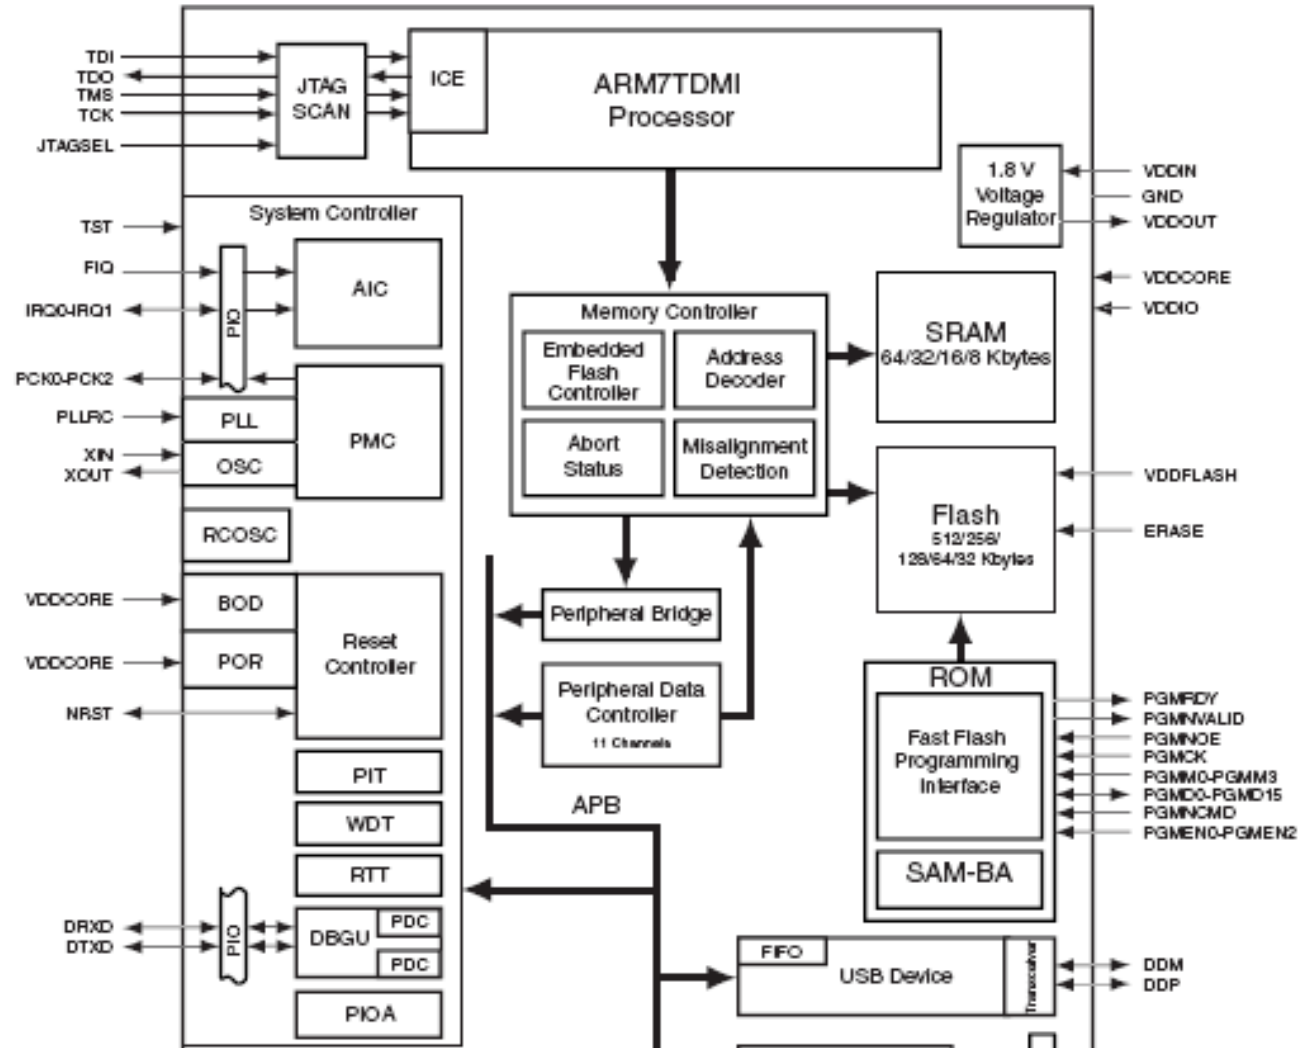 TDI
TDO
TMS
TCK
JTAGSEL
JTAG
SCAN
ICE
ARM7TDMI
Processor
1.8 V
Voltage
Regulator
VDDIN
GND
VDDOUT
System Controller
TST
FIQ
IRQ0-IRQ1
PIO
AIC
PCK0-PCK2
PLLRC
PLL
XIN
XOUT
OSC
PMC
RCOSC
VDDCORE
BOD
VDDCORE
POR
NRST
Reset
Controller
PIT
WDT
RTT
DRXD
DTXD
PIO
DBGU
PDC
PDC
PIOA
Memory Controller
Embedded
Flash
Controller
Address
Decoder
Abort
Status
Misalignment
Detection
Peripheral Bridge
Peripheral Data
Controller
11 Channels
APB
VDDCORE
VDDIO
SRAM
64/32/16/8 Kbytes
Flash
512/256/
128/64/32 Kbytes
VDDFLASH
ERASE
ROM
Fast Flash
Programming
Interface
SAM-BA
PGMRDY
PGMNVALID
PGMNOE
PGMCK
PGMM0-PGMM3
PGMD0-PGMD15
PGMNCMD
PGMEN0-PGMEN2
FIFO
USB Device
Transceiver
DDM
DDP